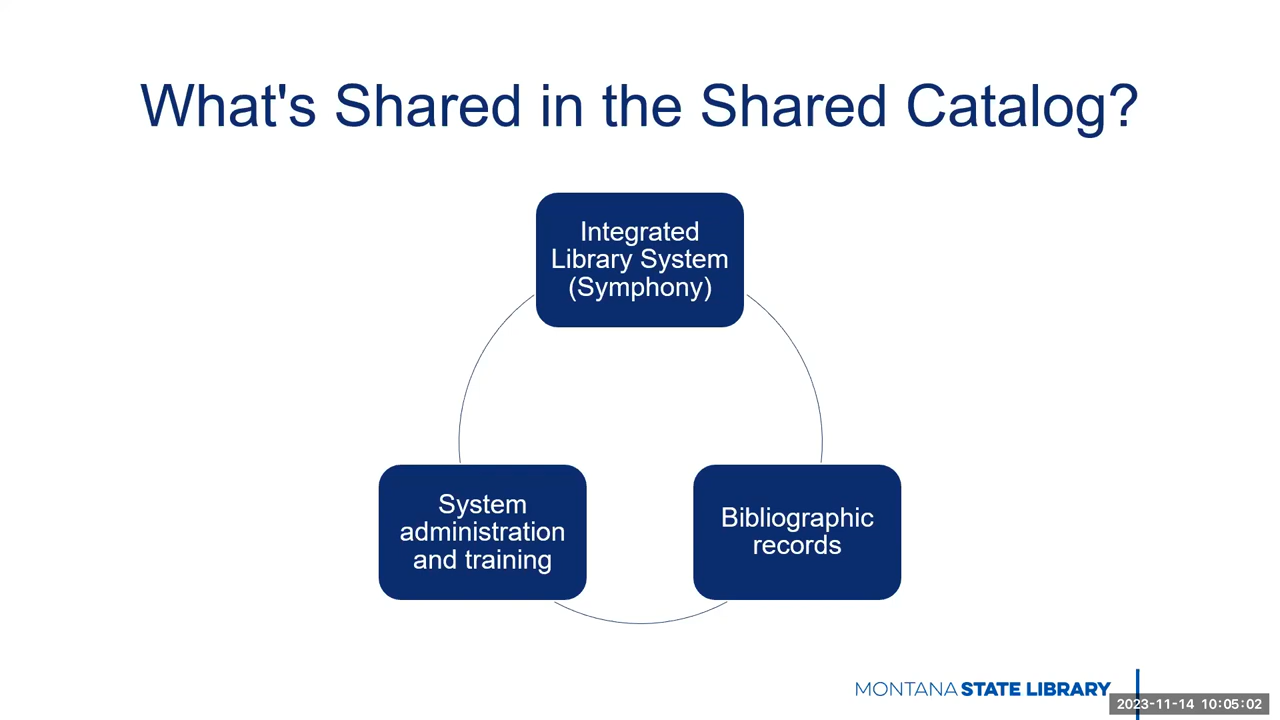 What's Shared in the Shared Catalog?
Integrated
Library System
(Symphony)
System
administration
and training
Bibliographic
records
MONTANA STATE LIBRARY
2023-11-14 10:05:02